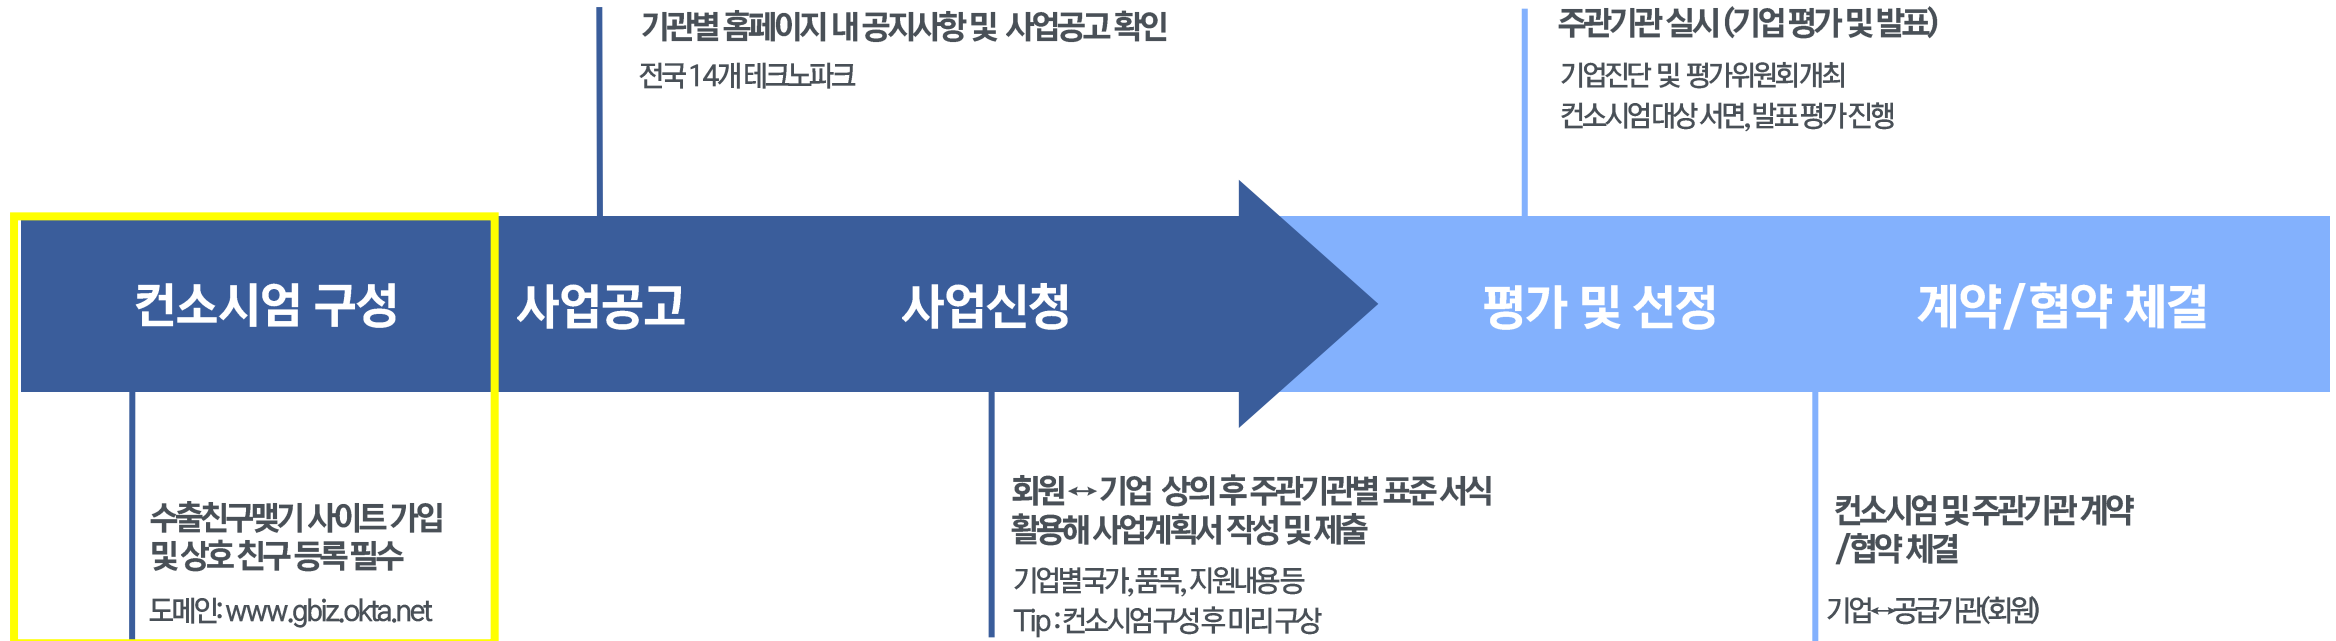 기관별 홈페이지 내 공지사항 및 사업공고 확인
전국 14개 테크노파크
주관기관 실시 (기업 평가 및 발표)
기업진단 및 평가위원회 개최
컨소시엄 대상 서면, 발표 평가 진행
컨소시엄 구성
사업공고
사업신청
평가 및 선정
계약/협약 체결
수출친구맺기 사이트 가입
및 상호 친구 등록 필수
도메인: www.gbiz.okta.net
회원↔기업 상의 후 주관기관별 표준 서식
활용해 사업계획서 작성 및 제출
기업별 국가, 품목, 지원내용 등
Tip : 컨소시엄 구성 후 미리 구상
컨소시엄 및 주관기관 계약
/협약 체결
기업↔공급기관(회원)